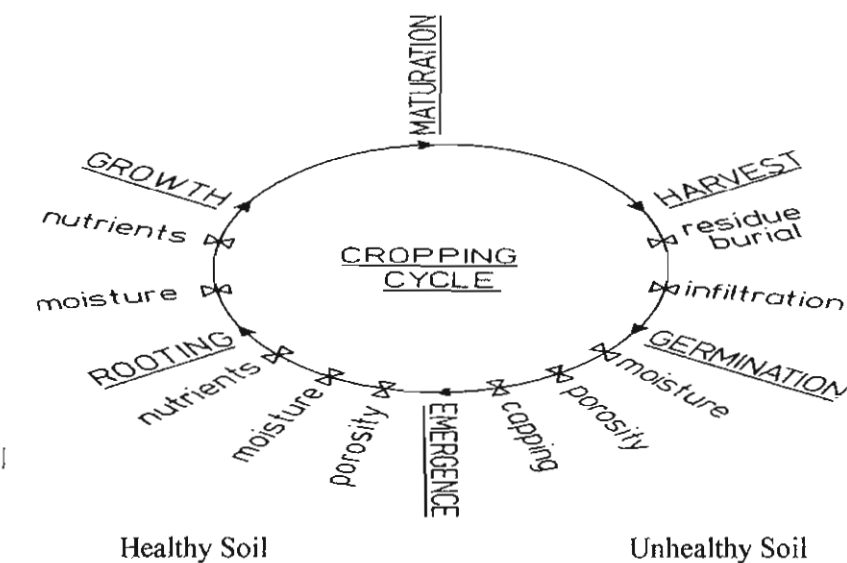 MATURATION
GROWTH
HARVEST
nutrients
residue
burial
CROPPING
CYCLE
moisture
infiltration
ROOTING
GERMINATION
nutrients
moisture
moisture
porosity
porosity
capping
EMERGENCE
Healthy Soil
Unhealthy Soil